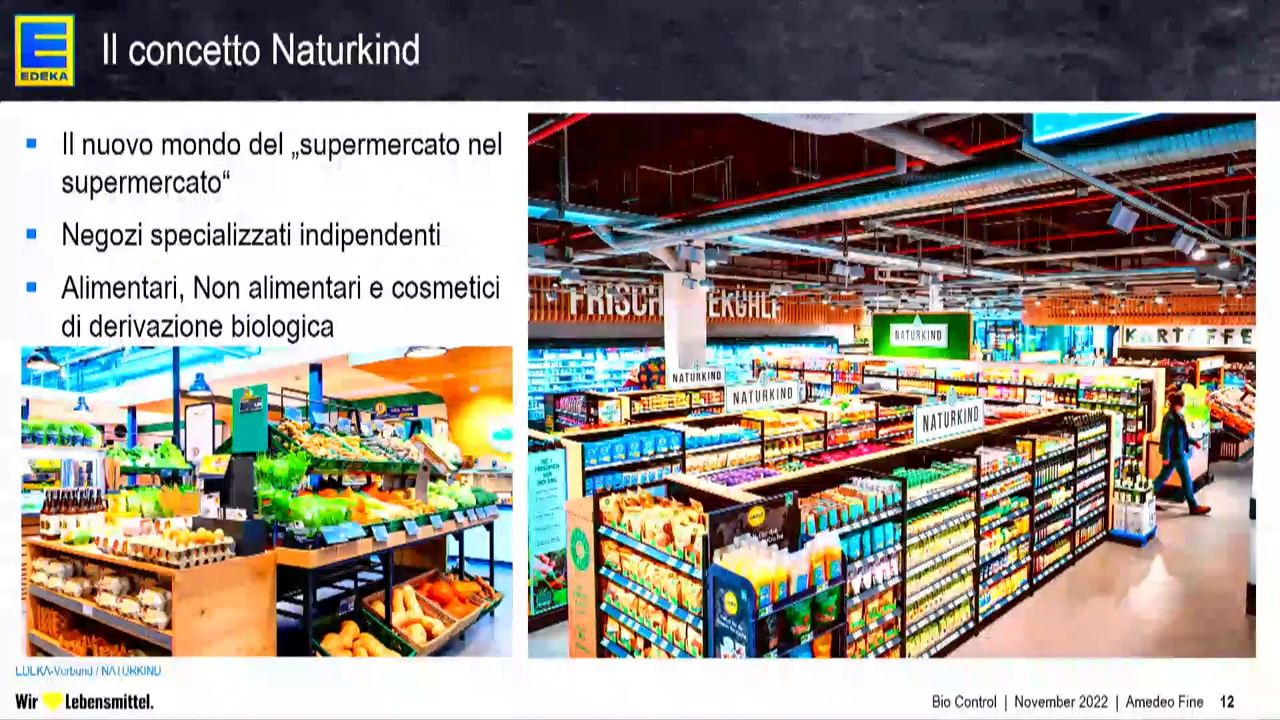 EDEKA
Il concetto Naturkind
Il nuovo mondo del „supermercato nel
supermercato“
Negozi specializzati indipendenti
Alimentari, Non alimentari e cosmetici
di derivazione biologica
NATURKIND
NATURKIND
NATURKIND
NATURKIND
EDEKA-Verbund / NATURKIND
Wir Lebensmittel.
Bio Control | November 2022 | Amedeo Fine 12